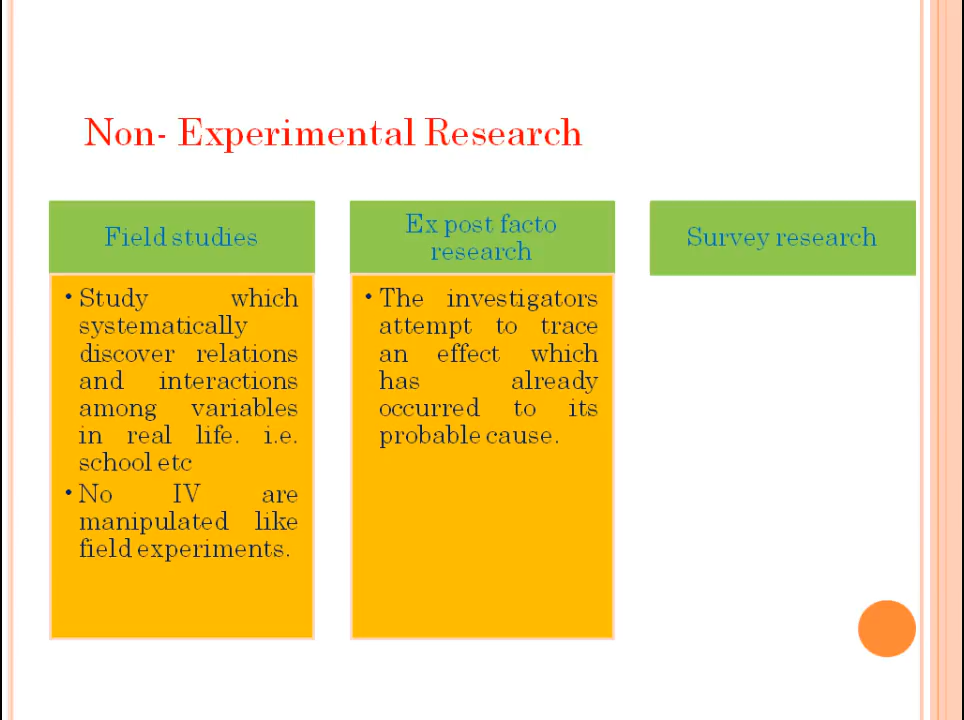 Non- Experimental Research
Field studies
• Study which
systematically
discover relations
and interactions
among variables
in real life. i.e.
school etc
• No IV are
manipulated like
field experiments.
Ex post facto
research
• The investigators
attempt to trace
an effect which
has already
occurred to its
probable cause.
Survey research